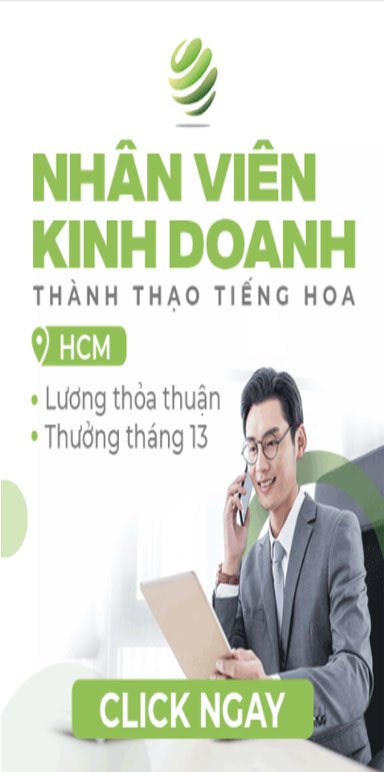 NHÂN VIÊN
KINH DOANH
THÀNH THẠO TIẾNG HOA
HCM
• Lương thỏa thuận
• Thưởng tháng 13
CLICK NGAY